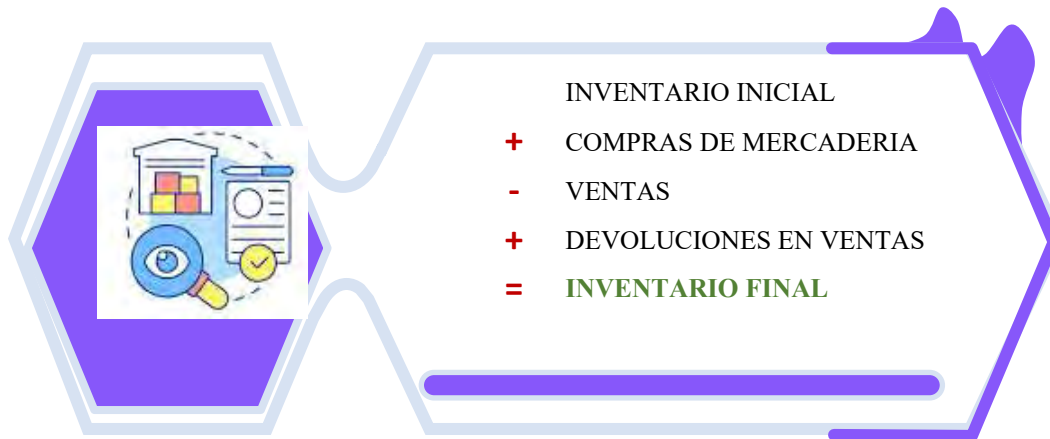 INVENTARIO INICIAL
+ COMPRAS DE MERCADERIA
- VENTAS
+ DEVOLUCIONES EN VENTAS
= INVENTARIO FINAL